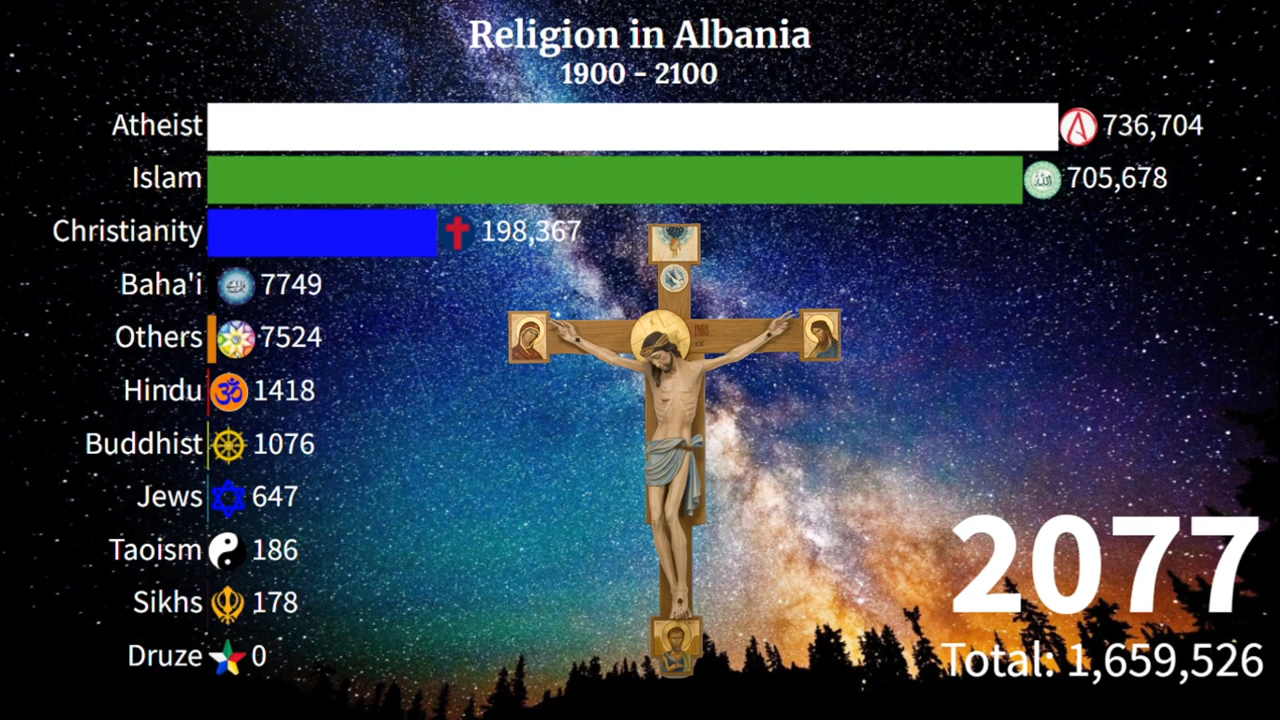 Religion in Albania
1900 - 2100
Atheist 736,704
Islam 705,678
Christianity 198,367
Baha'i 7749
Others 7524
Hindu 1418
Buddhist 1076
Jews 647
Taoism 186
Sikhs 178
Druze 0
2077
Total: 1,659,526